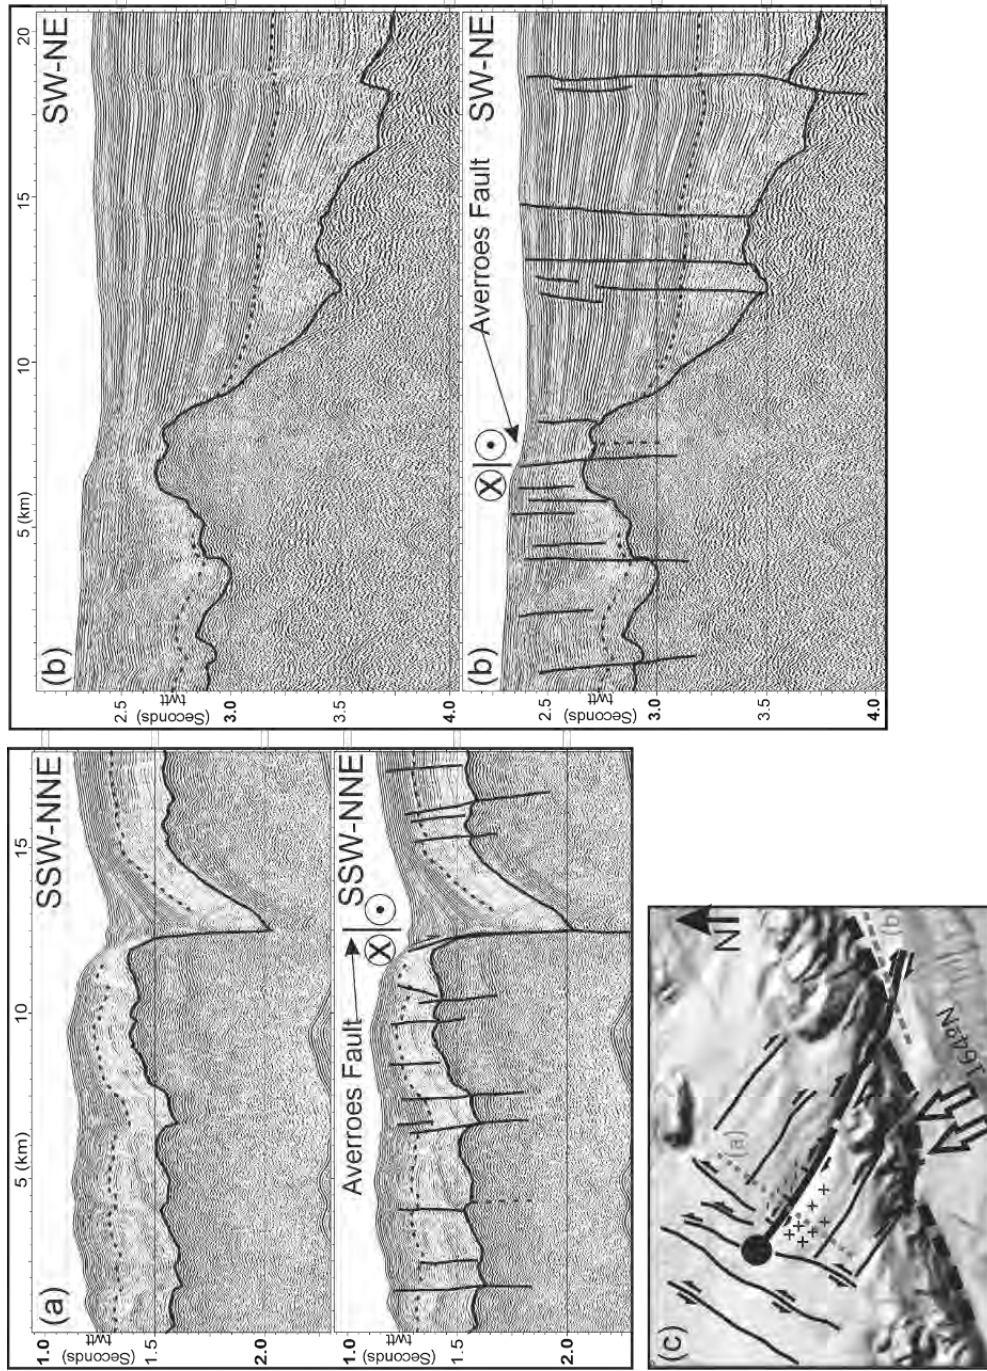 (a)
SSW-NNE
5 (km)
10
15
1.0
1.5
2.0
twtt
(Seconds)
SSW-NNE
Averroes Fault
1.0
1.5
2.0
twtt
(Seconds)
(b)
SW-NE
5 (km)
10
15
20
2.5
3.0
3.5
4.0
twtt
(Seconds)
(b)
SW-NE
Averroes Fault
2.5
3.0
3.5
4.0
twtt
(Seconds)
(c)
N
(a)
(b)
N°164